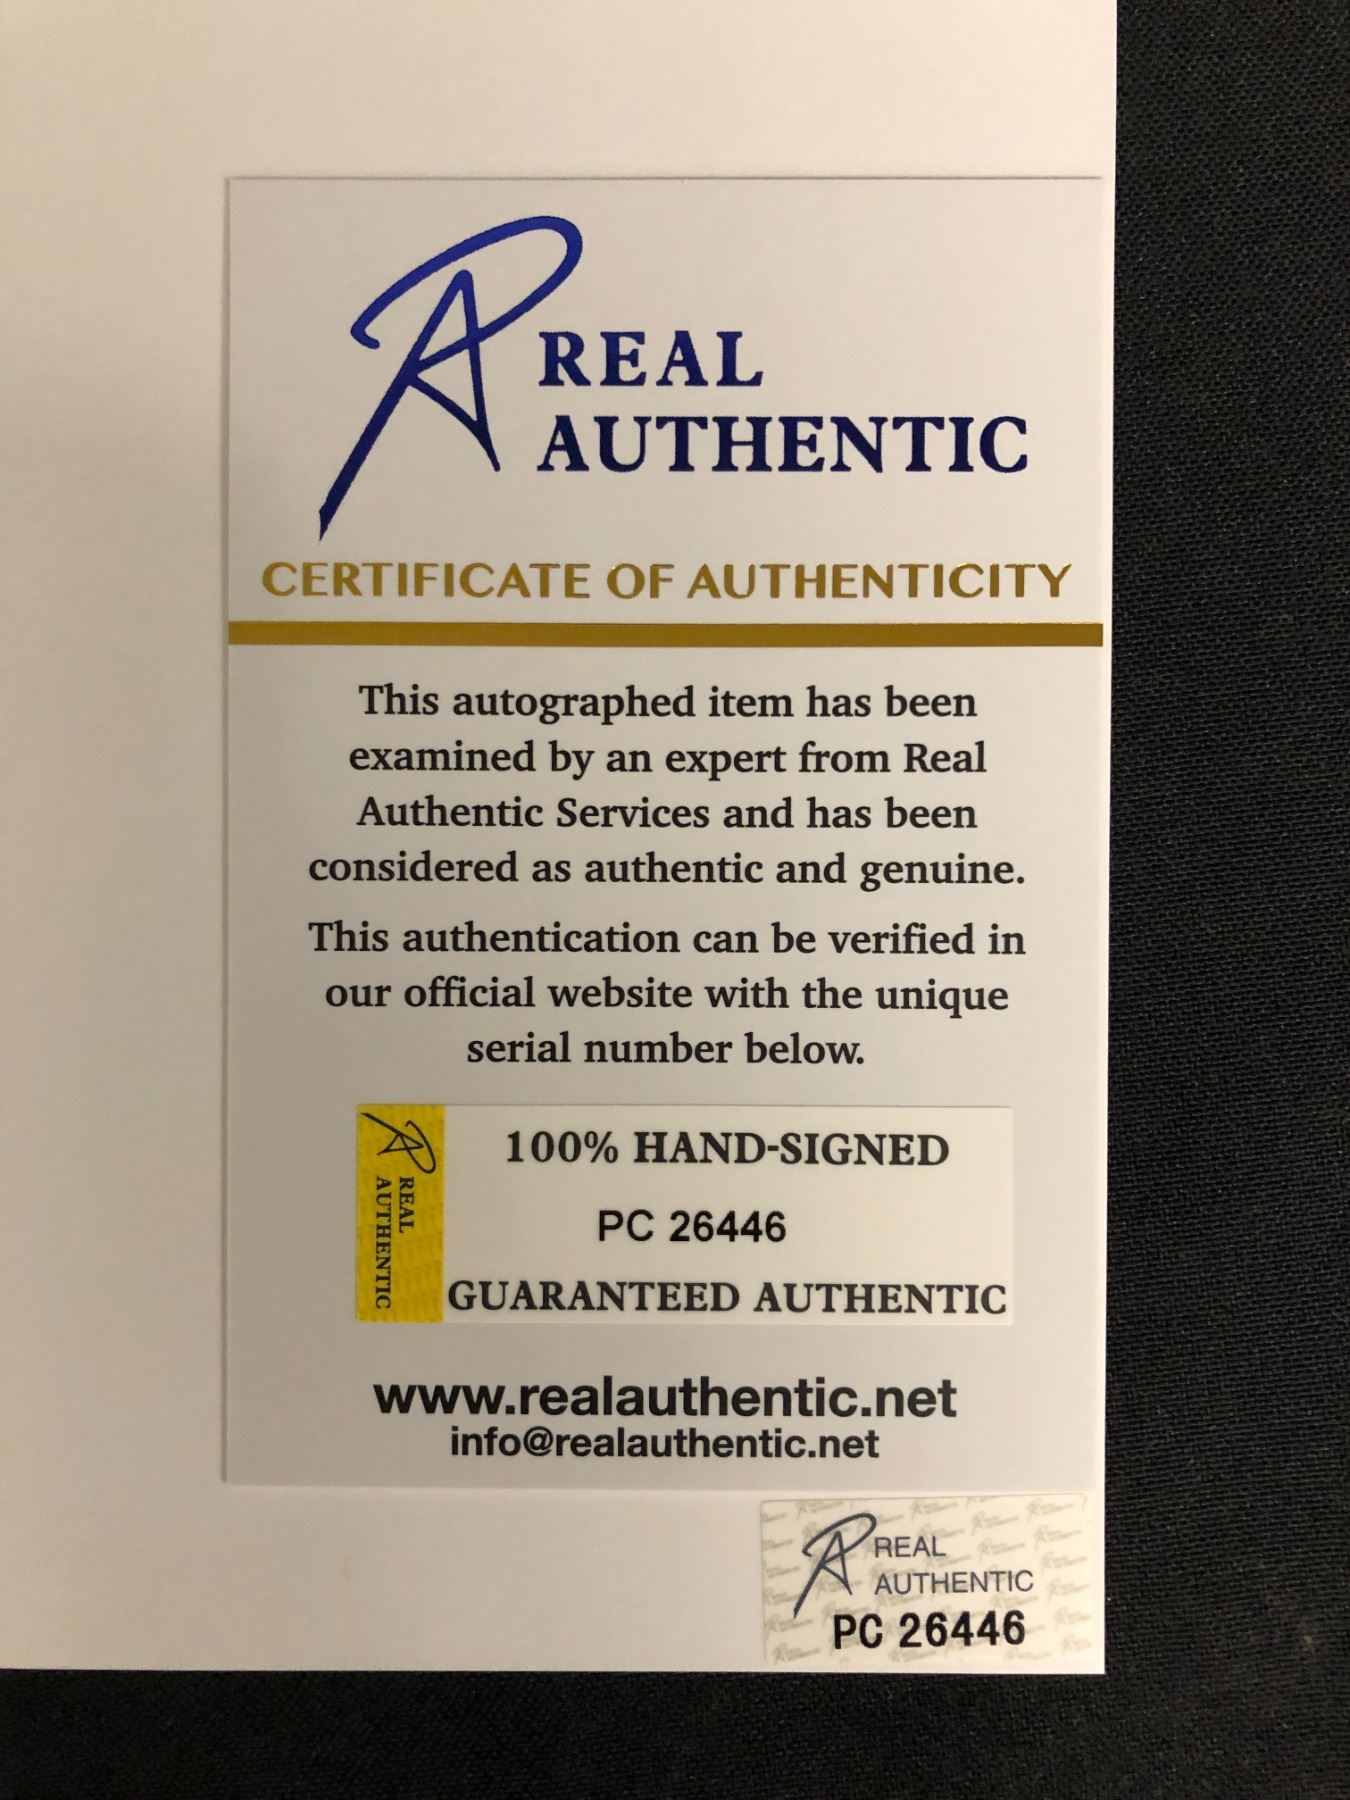 REAL
AUTHENTIC
CERTIFICATE OF AUTHENTICITY
This autographed item has been
examined by an expert from Real
Authentic Services and has been
considered as authentic and genuine.
This authentication can be verified in
our official website with the unique
serial number below.
REAL
AUTHENTIC
100% HAND-SIGNED
PC 26446
GUARANTEED AUTHENTIC
www.realauthentic.net
info@realauthentic.net
REAL
AUTHENTIC
PC 26446